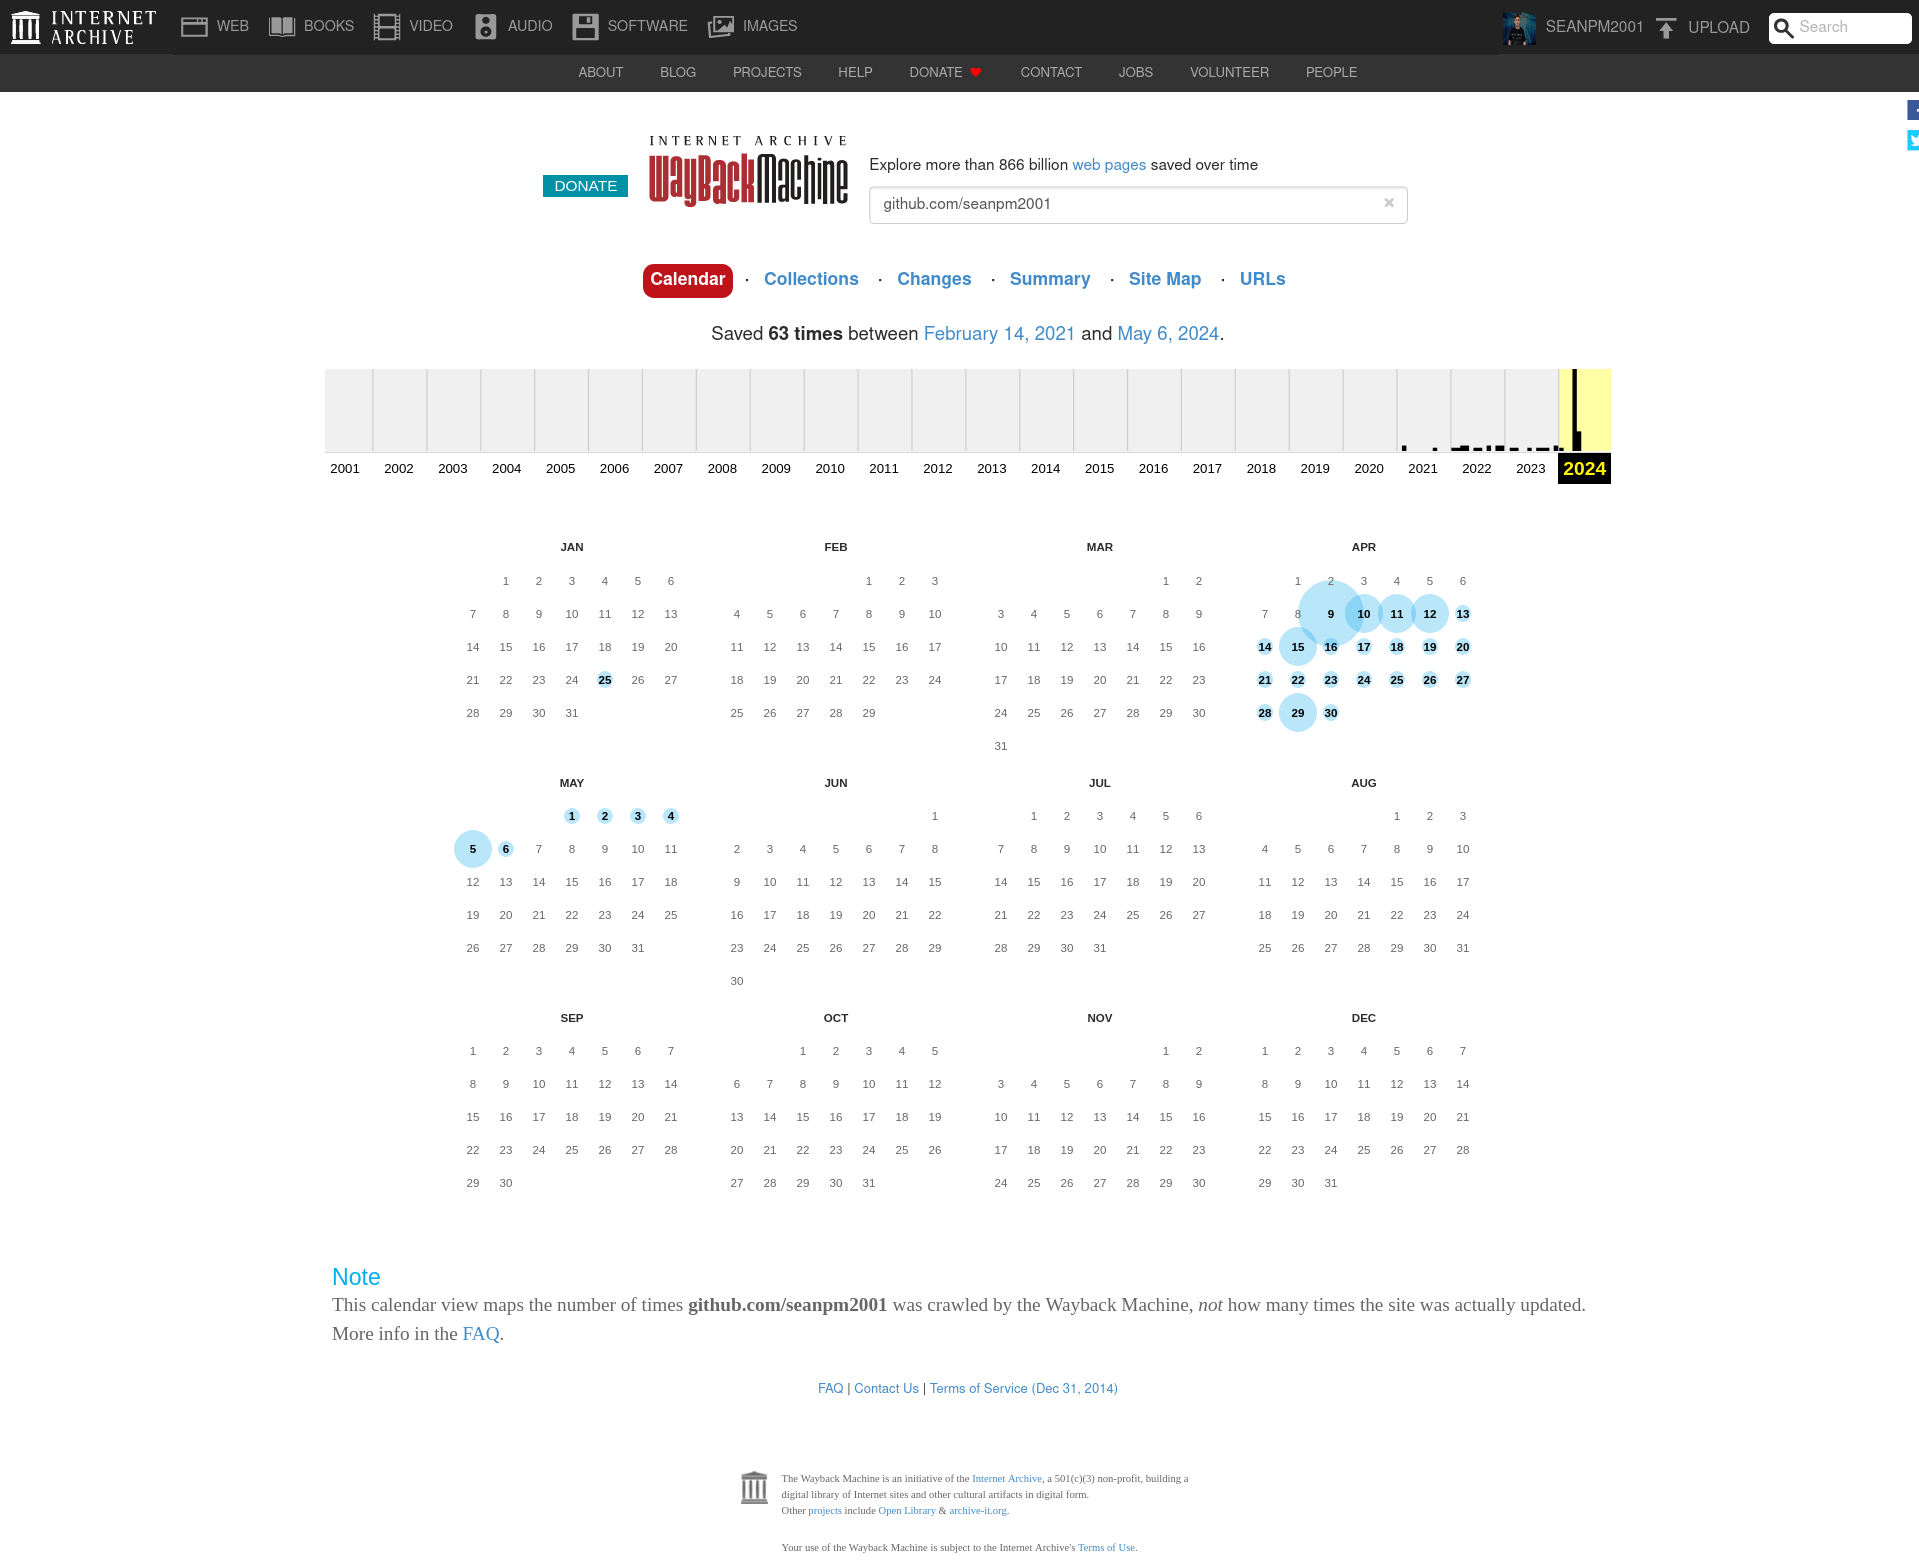 INTERNET ARCHIVE WEB BOOKS VIDEO AUDIO SOFTWARE IMAGES SEANPM2001 UPLOAD Search
ABOUT BLOG PROJECTS HELP DONATE CONTACT JOBS VOLUNTEER PEOPLE
INTERNET ARCHIVE
WayBackMachine
DONATE
Explore more than 866 billion web pages saved over time
github.com/seanpm2001 ×
Calendar · Collections · Changes · Summary · Site Map · URLs
Saved 63 times between February 14, 2021 and May 6, 2024.
2001 2002 2003 2004 2005 2006 2007 2008 2009 2010 2011 2012 2013 2014 2015 2016 2017 2018 2019 2020 2021 2022 2023 2024
JAN FEB MAR APR
1 2 3 4 5 6 1 2 3 1 2 1 2 3 4 5 6
7 8 9 10 11 12 13 4 5 6 7 8 9 10 3 4 5 6 7 8 9 7 8 9 10 11 12 13
14 15 16 17 18 19 20 11 12 13 14 15 16 17 10 11 12 13 14 15 16 14 15 16 17 18 19 20
21 22 23 24 25 26 27 18 19 20 21 22 23 24 17 18 19 20 21 22 23 21 22 23 24 25 26 27
28 29 30 31 25 26 27 28 29 24 25 26 27 28 29 30 28 29 30
31
MAY JUN JUL AUG
1 2 3 4 1 1 2 3 4 5 6 1 2 3
5 6 7 8 9 10 11 2 3 4 5 6 7 8 7 8 9 10 11 12 13 4 5 6 7 8 9 10
12 13 14 15 16 17 18 9 10 11 12 13 14 15 14 15 16 17 18 19 20 11 12 13 14 15 16 17
19 20 21 22 23 24 25 16 17 18 19 20 21 22 21 22 23 24 25 26 27 18 19 20 21 22 23 24
26 27 28 29 30 31 23 24 25 26 27 28 29 28 29 30 31 25 26 27 28 29 30 31
30
SEP OCT NOV DEC
1 2 3 4 5 6 7 1 2 3 4 5 1 2 1 2 3 4 5 6 7
8 9 10 11 12 13 14 6 7 8 9 10 11 12 3 4 5 6 7 8 9 8 9 10 11 12 13 14
15 16 17 18 19 20 21 13 14 15 16 17 18 19 10 11 12 13 14 15 16 15 16 17 18 19 20 21
22 23 24 25 26 27 28 20 21 22 23 24 25 26 17 18 19 20 21 22 23 22 23 24 25 26 27 28
29 30 27 28 29 30 31 24 25 26 27 28 29 30 29 30 31
Note
This calendar view maps the number of times github.com/seanpm2001 was crawled by the Wayback Machine, not how many times the site was actually updated.
More info in the FAQ.
FAQ | Contact Us | Terms of Service (Dec 31, 2014)
The Wayback Machine is an initiative of the Internet Archive, a 501(c)(3) non-profit, building a
digital library of Internet sites and other cultural artifacts in digital form.
Other projects include Open Library & archive-it.org.
Your use of the Wayback Machine is subject to the Internet Archive's Terms of Use.